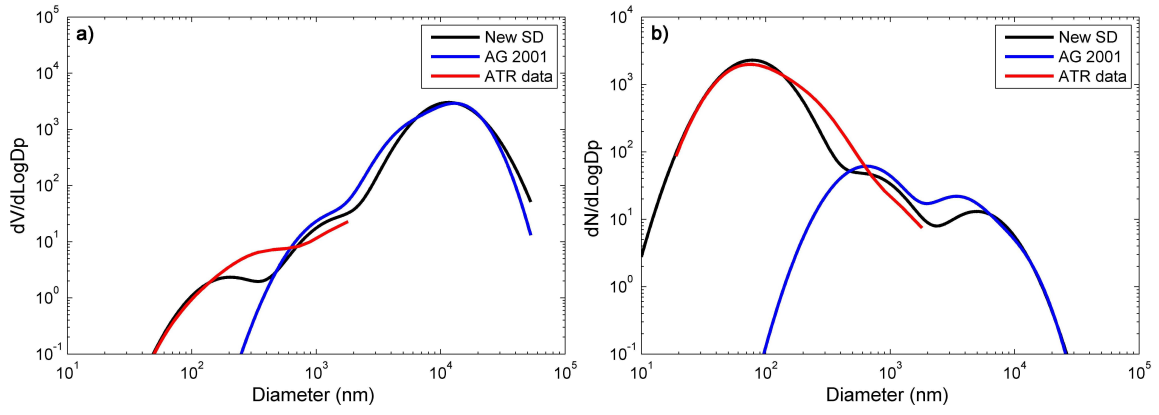 a)
New SD
AG 2001
ATR data
dV/dLogDp
10^5
10^4
10^3
10^2
10^1
10^0
10^-1
10^1 10^2 10^3 10^4 10^5
Diameter (nm)
b)
New SD
AG 2001
ATR data
dN/dLogDp
10^4
10^3
10^2
10^1
10^0
10^-1
10^1 10^2 10^3 10^4 10^5
Diameter (nm)